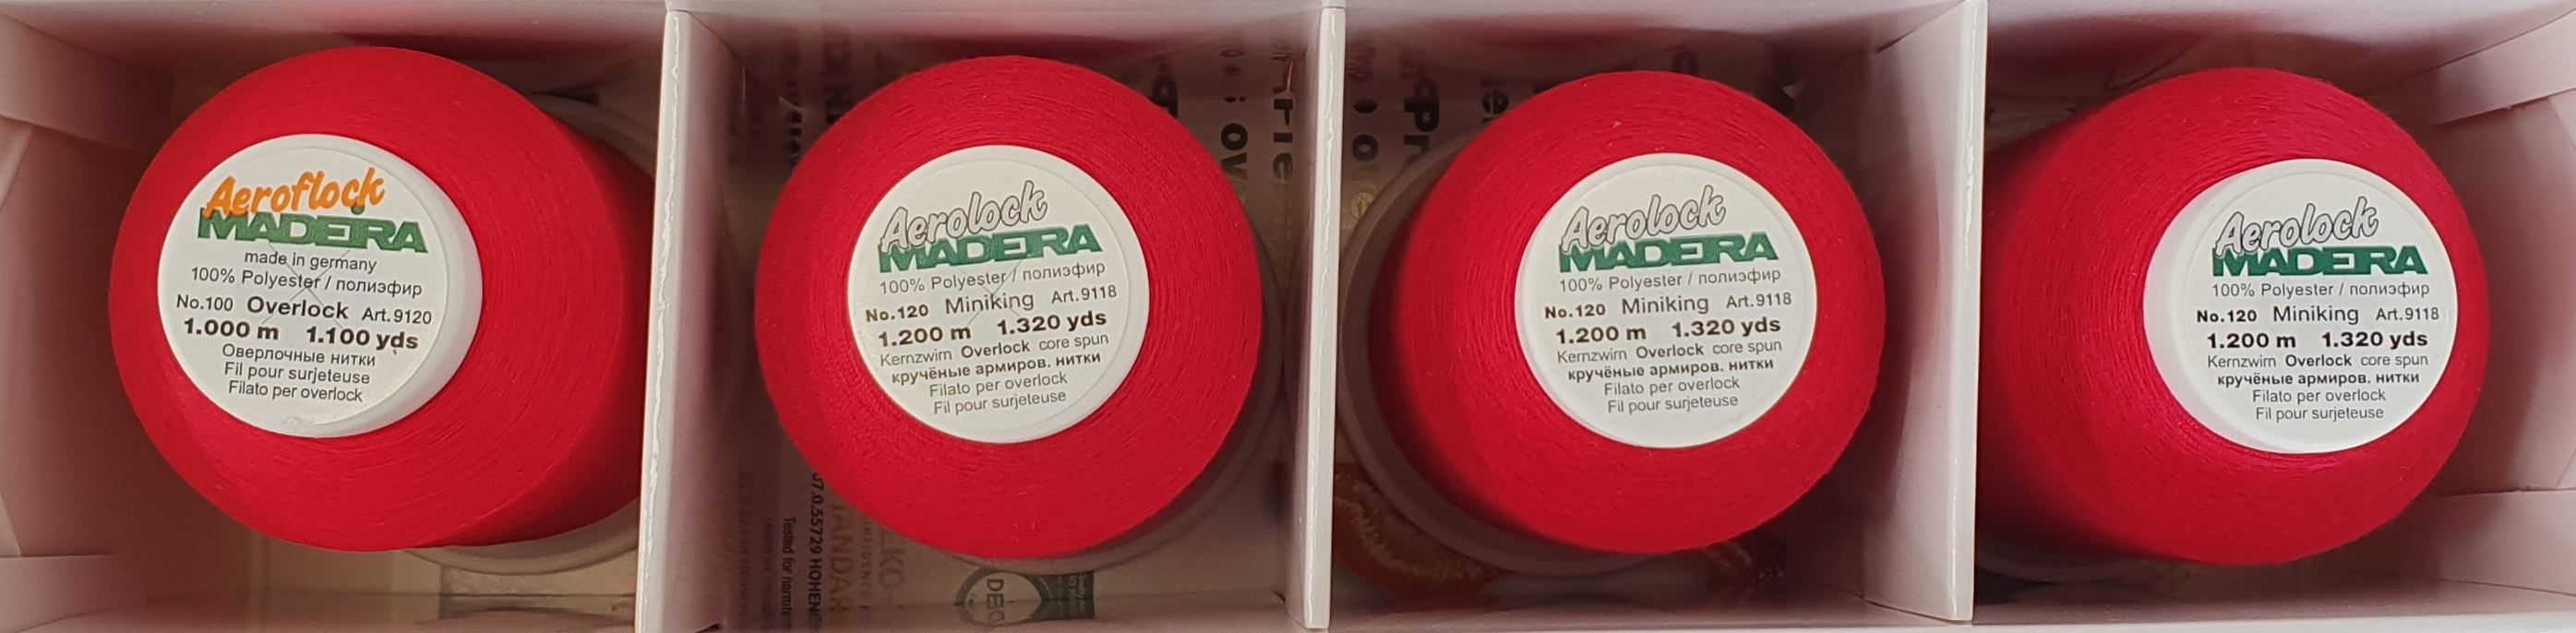 Aeroflock
MADEIRA
made in germany
100% Polyester / полиэфир
No.100 Overlock Art.9120
1.000 m 1.100 yds
Оверлочные нитки
Fil pour surjeteuse
Filato per overlock
Aerolock
MADEIRA
100% Polyester / полиэфир
No.120 Miniking Art.9118
1.200 m 1.320 yds
Kernzwirn Overlock core spun
кручёные армиров. нитки
Filato per overlock
Fil pour surjeteuse
Aerolock
MADEIRA
100% Polyester / полиэфир
No.120 Miniking Art.9118
1.200 m 1.320 yds
Kernzwirn Overlock core spun
кручёные армиров. нитки
Filato per overlock
Fil pour surjeteuse
Aerolock
MADEIRA
100% Polyester / полиэфир
No.120 Miniking Art.9118
1.200 m 1.320 yds
Kernzwirn Overlock core spun
кручёные армиров. нитки
Filato per overlock
Fil pour surjeteuse
Tested for